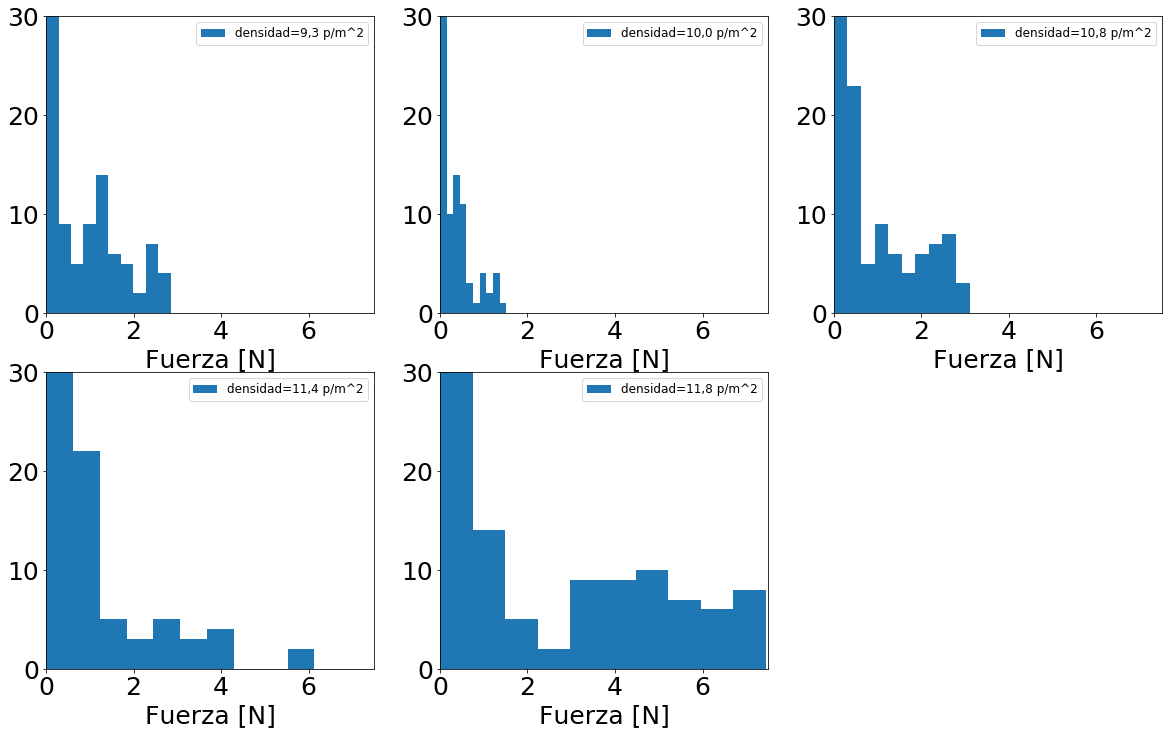 30
20
10
0
0 2 4 6
Fuerza [N]
densidad=9,3 p/m^2
30
20
10
0
0 2 4 6
Fuerza [N]
densidad=10,0 p/m^2
30
20
10
0
0 2 4 6
Fuerza [N]
densidad=10,8 p/m^2
30
20
10
0
0 2 4 6
Fuerza [N]
densidad=11,4 p/m^2
30
20
10
0
0 2 4 6
Fuerza [N]
densidad=11,8 p/m^2